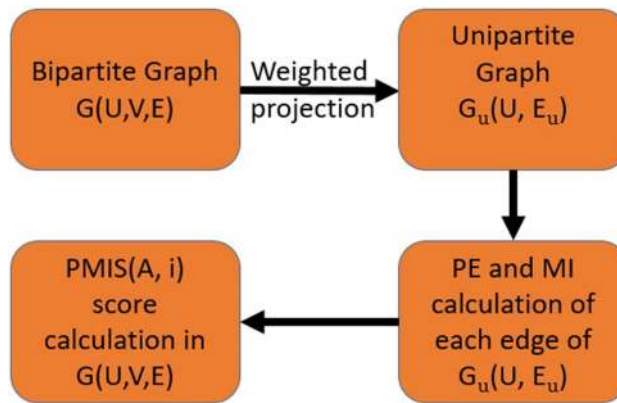 Bipartite Graph
G(U,V,E)
Weighted
projection
Unipartite
Graph
Gᵤ(U, Eᵤ)
PE and MI
calculation of
each edge of
Gᵤ(U, Eᵤ)
PMIS(A, i)
score
calculation in
G(U,V,E)